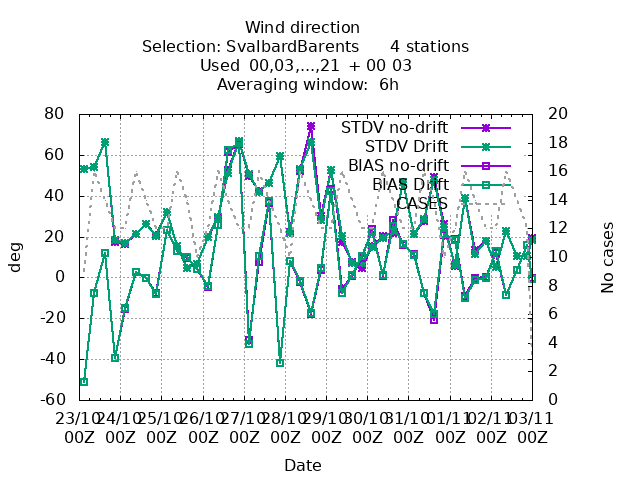 Wind direction
Selection: SvalbardBarents 4 stations
Used 00,03,...,21 + 00 03
Averaging window: 6h
80
60
40
20
0
-20
-40
-60
deg
20
18
16
14
12
10
8
6
4
2
0
No cases
STDV no-drift
STDV Drift
BIAS no-drift
BIAS Drift
CASES
23/10 24/10 25/10 26/10 27/10 28/10 29/10 30/10 31/10 01/11 02/11 03/11
00Z 00Z 00Z 00Z 00Z 00Z 00Z 00Z 00Z 00Z 00Z 00Z
Date